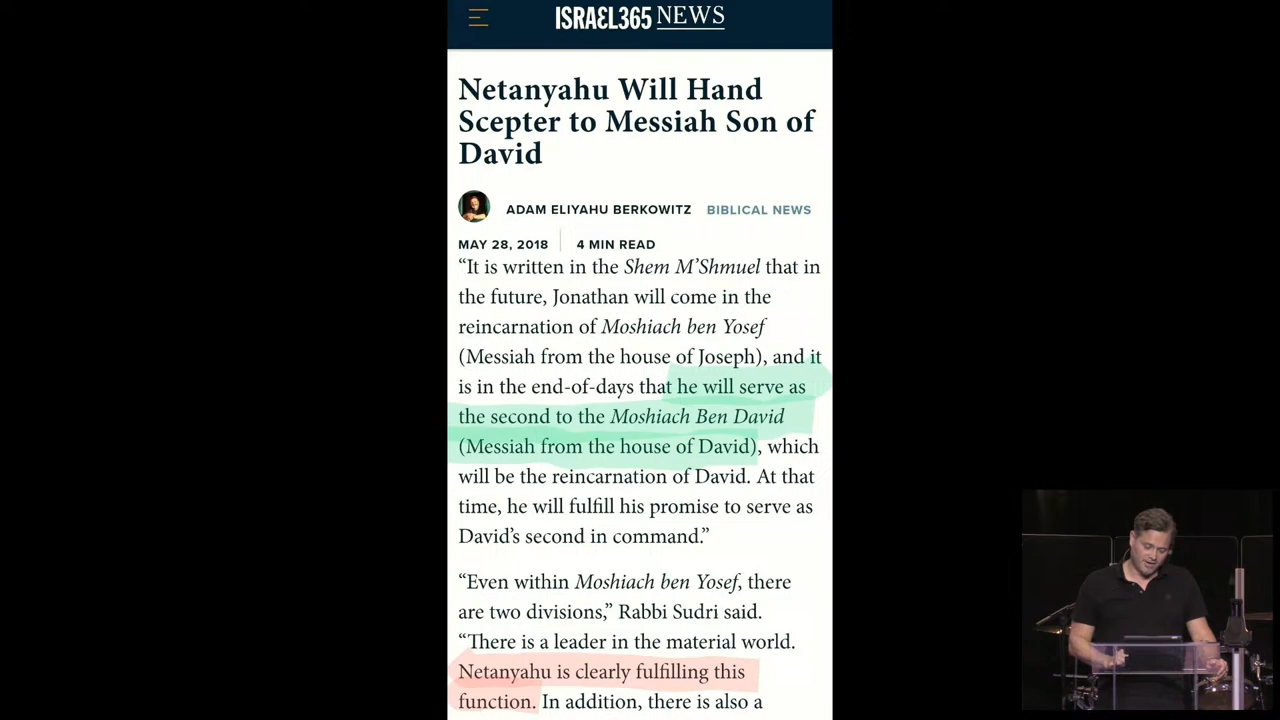 ISRAEL365 NEWS
Netanyahu Will Hand
Scepter to Messiah Son of
David
ADAM ELIYAHU BERKOWITZ BIBLICAL NEWS
MAY 28, 2018 4 MIN READ
“It is written in the Shem M’Shmuel that in
the future, Jonathan will come in the
reincarnation of Moshiach ben Yosef
(Messiah from the house of Joseph), and it
is in the end-of-days that he will serve as
the second to the Moshiach Ben David
(Messiah from the house of David), which
will be the reincarnation of David. At that
time, he will fulfill his promise to serve as
David’s second in command.”
“Even within Moshiach ben Yosef, there
are two divisions,” Rabbi Sudri said.
“There is a leader in the material world.
Netanyahu is clearly fulfilling this
function. In addition, there is also a